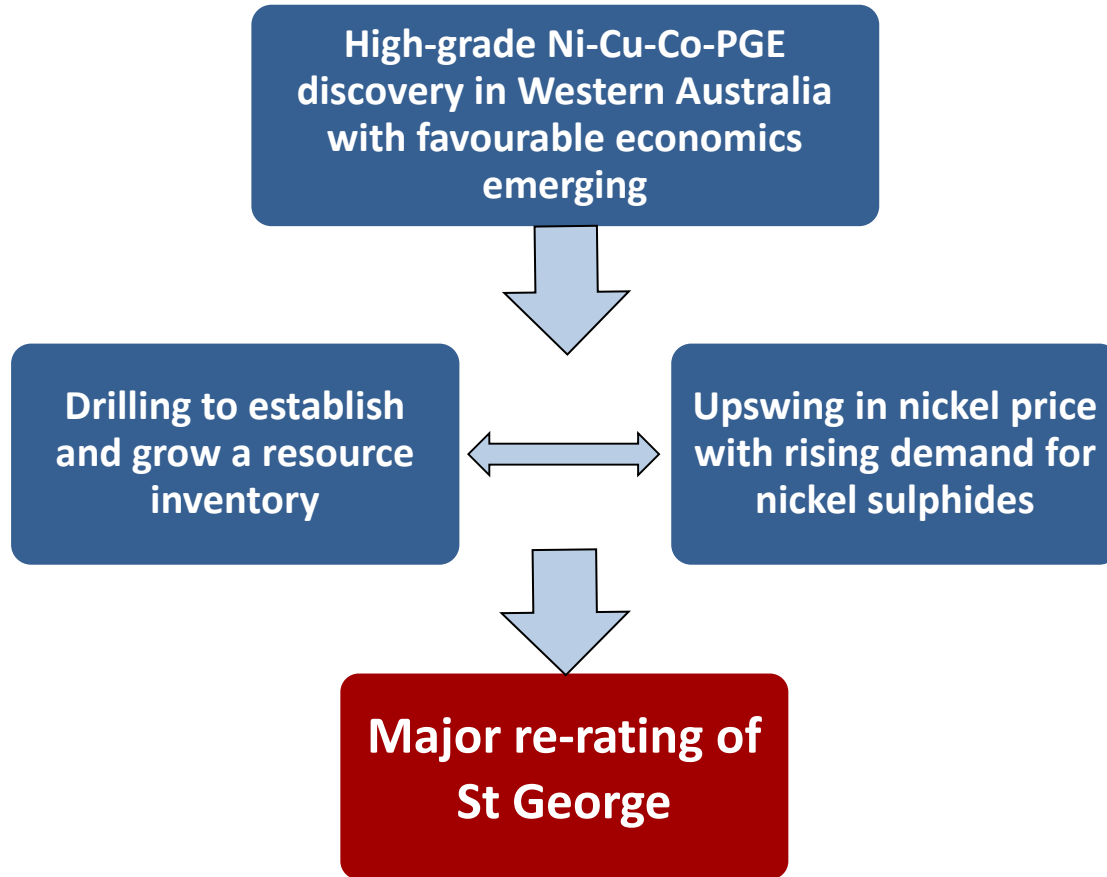 High-grade Ni-Cu-Co-PGE
discovery in Western Australia
with favourable economics
emerging
Drilling to establish
and grow a resource
inventory
Upswing in nickel price
with rising demand for
nickel sulphides
Major re-rating of
St George